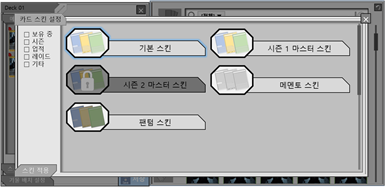 Deck 01
카드 스킨 설정
보유 중
시즌
업적
레이드
기타
기본 스킨
시즌 1 마스터 스킨
시즌 2 마스터 스킨
메멘토 스킨
팬텀 스킨
스킨 적용